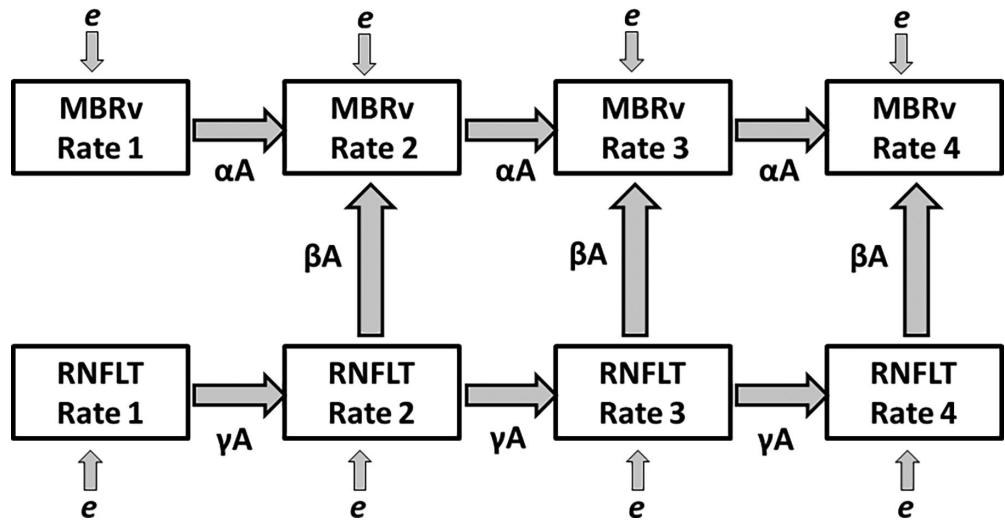 e e e e
MBRv MBRv MBRv MBRv
Rate 1 Rate 2 Rate 3 Rate 4
αA αA αA
βA βA βA
RNFLT RNFLT RNFLT RNFLT
Rate 1 Rate 2 Rate 3 Rate 4
γA γA γA
e e e e